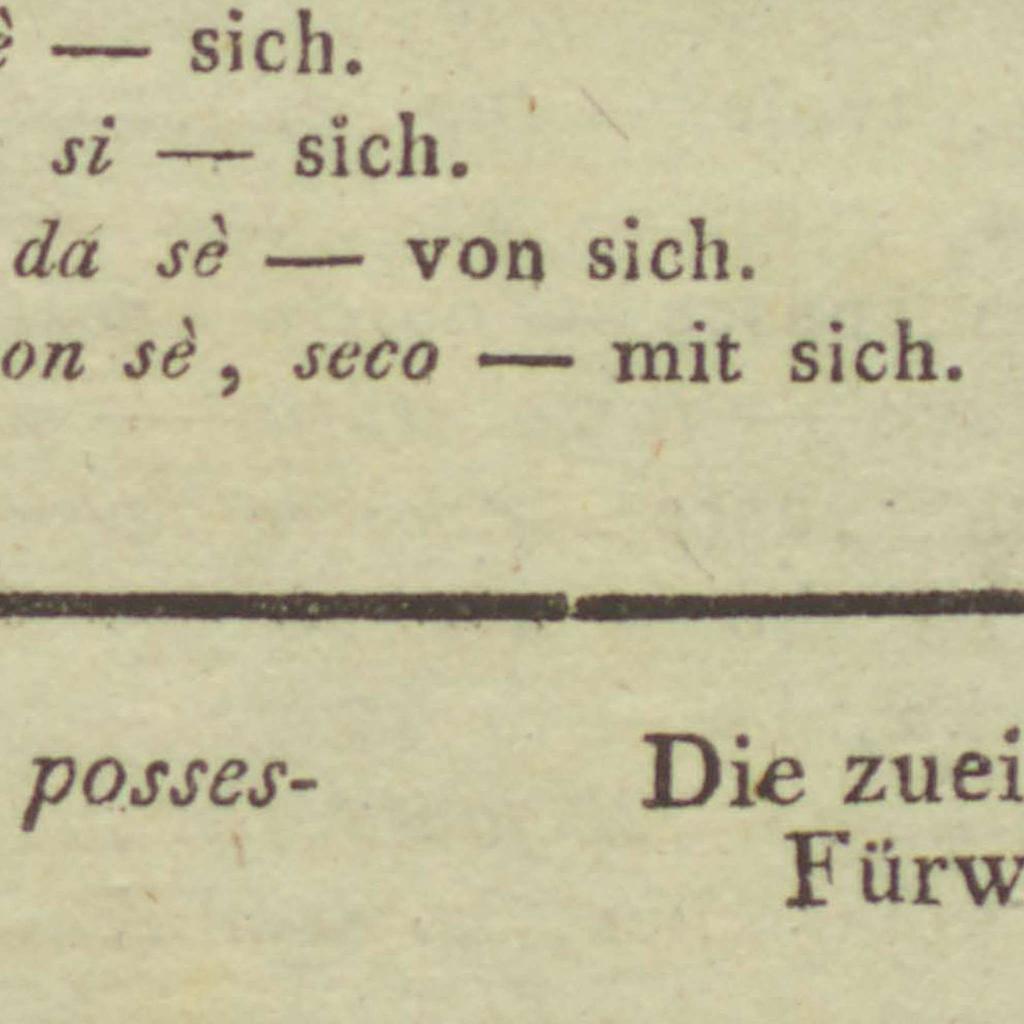 è — sich.
si — sich.
da sè — von sich.
on sè, seco — mit sich.
posses- Die zuei
Fürw